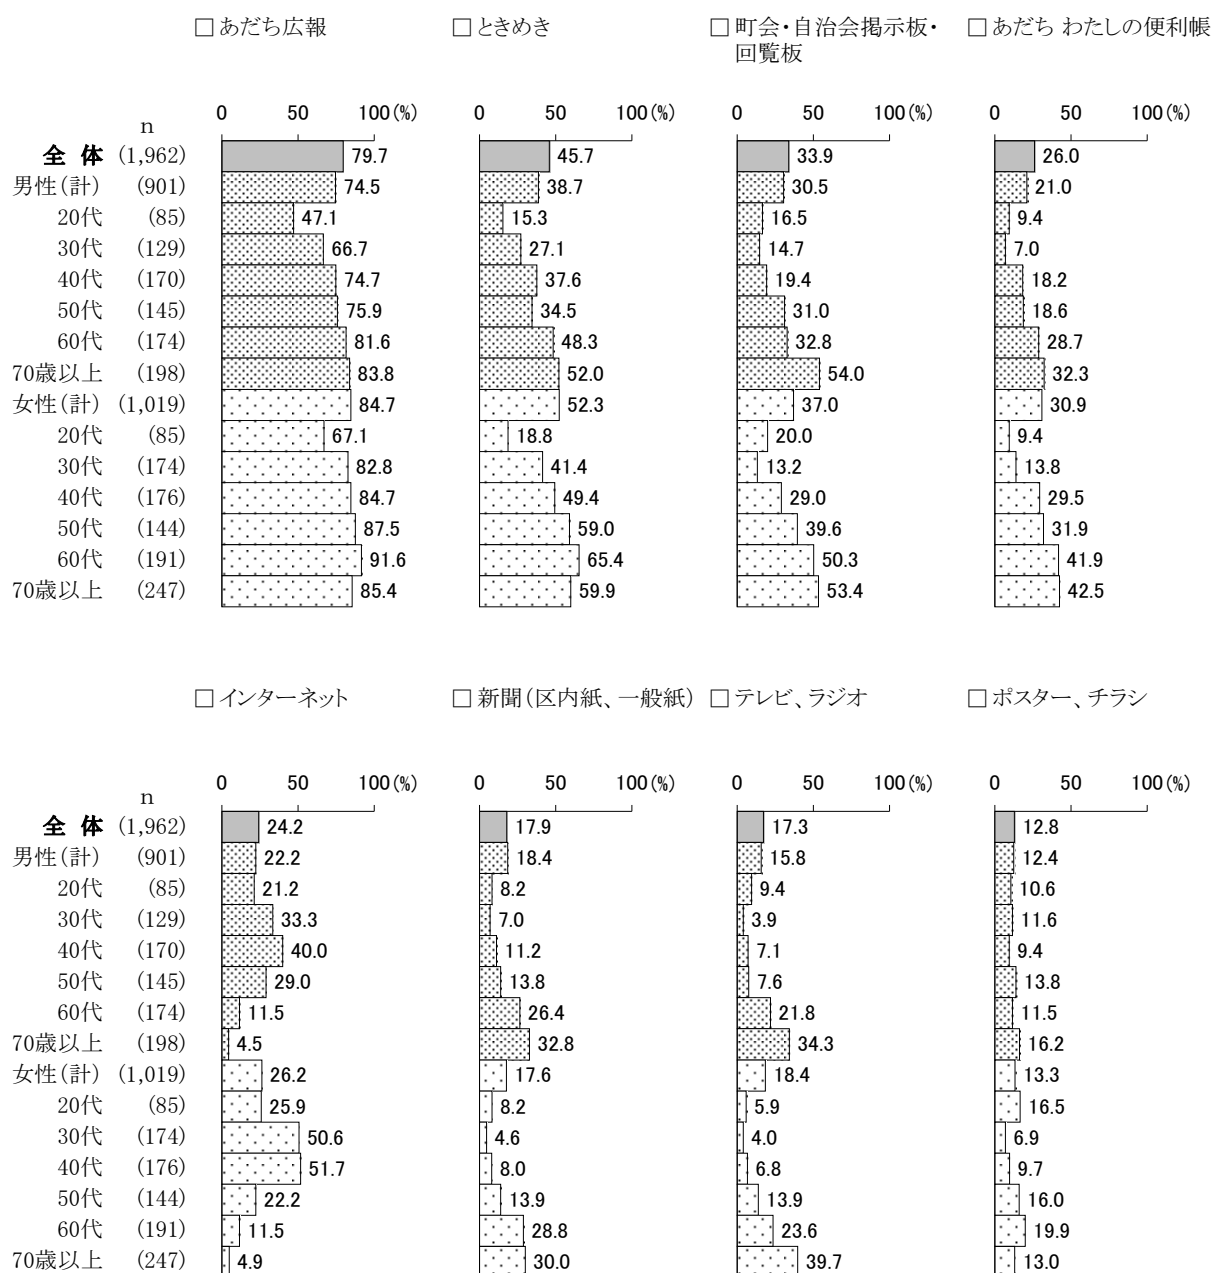 □ あだち広報 □ ときめき □ 町会・自治会掲示板・ □ あだち わたしの便利帳
回覧板
0 50 100(%) 0 50 100(%) 0 50 100(%) 0 50 100(%)
n
全 体 (1,962) 79.7 45.7 33.9 26.0
男性(計) (901) 74.5 38.7 30.5 21.0
20代 (85) 47.1 15.3 16.5 9.4
30代 (129) 66.7 27.1 14.7 7.0
40代 (170) 74.7 37.6 19.4 18.2
50代 (145) 75.9 34.5 31.0 18.6
60代 (174) 81.6 48.3 32.8 28.7
70歳以上 (198) 83.8 52.0 54.0 32.3
女性(計) (1,019) 84.7 52.3 37.0 30.9
20代 (85) 67.1 18.8 20.0 9.4
30代 (174) 82.8 41.4 13.2 13.8
40代 (176) 84.7 49.4 29.0 29.5
50代 (144) 87.5 59.0 39.6 31.9
60代 (191) 91.6 65.4 50.3 41.9
70歳以上 (247) 85.4 59.9 53.4 42.5
□ インターネット □ 新聞(区内紙、一般紙) □ テレビ、ラジオ □ ポスター、チラシ
0 50 100(%) 0 50 100(%) 0 50 100(%) 0 50 100(%)
n
全 体 (1,962) 24.2 17.9 17.3 12.8
男性(計) (901) 22.2 18.4 15.8 12.4
20代 (85) 21.2 8.2 9.4 10.6
30代 (129) 33.3 7.0 3.9 11.6
40代 (170) 40.0 11.2 7.1 9.4
50代 (145) 29.0 13.8 7.6 13.8
60代 (174) 11.5 26.4 21.8 11.5
70歳以上 (198) 4.5 32.8 34.3 16.2
女性(計) (1,019) 26.2 17.6 18.4 13.3
20代 (85) 25.9 8.2 5.9 16.5
30代 (174) 50.6 4.6 4.0 6.9
40代 (176) 51.7 8.0 6.8 9.7
50代 (144) 22.2 13.9 13.9 16.0
60代 (191) 11.5 28.8 23.6 19.9
70歳以上 (247) 4.9 30.0 39.7 13.0